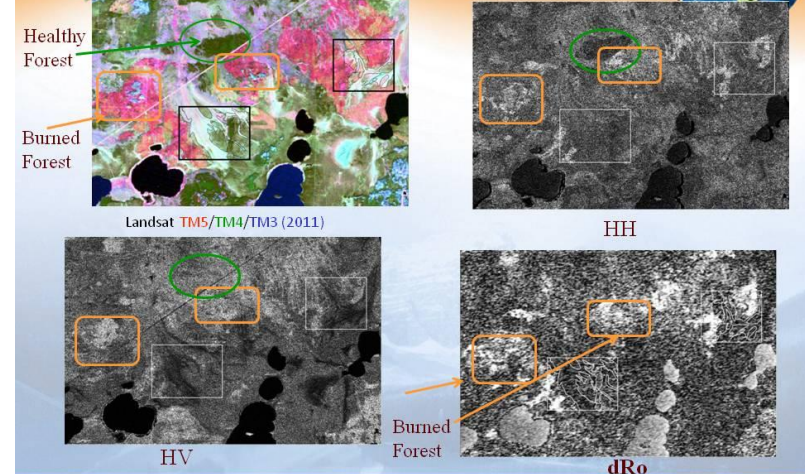 Healthy
Forest
Burned
Forest
Landsat TM5/TM4/TM3 (2011)
HH
HV
Burned
Forest
dRo